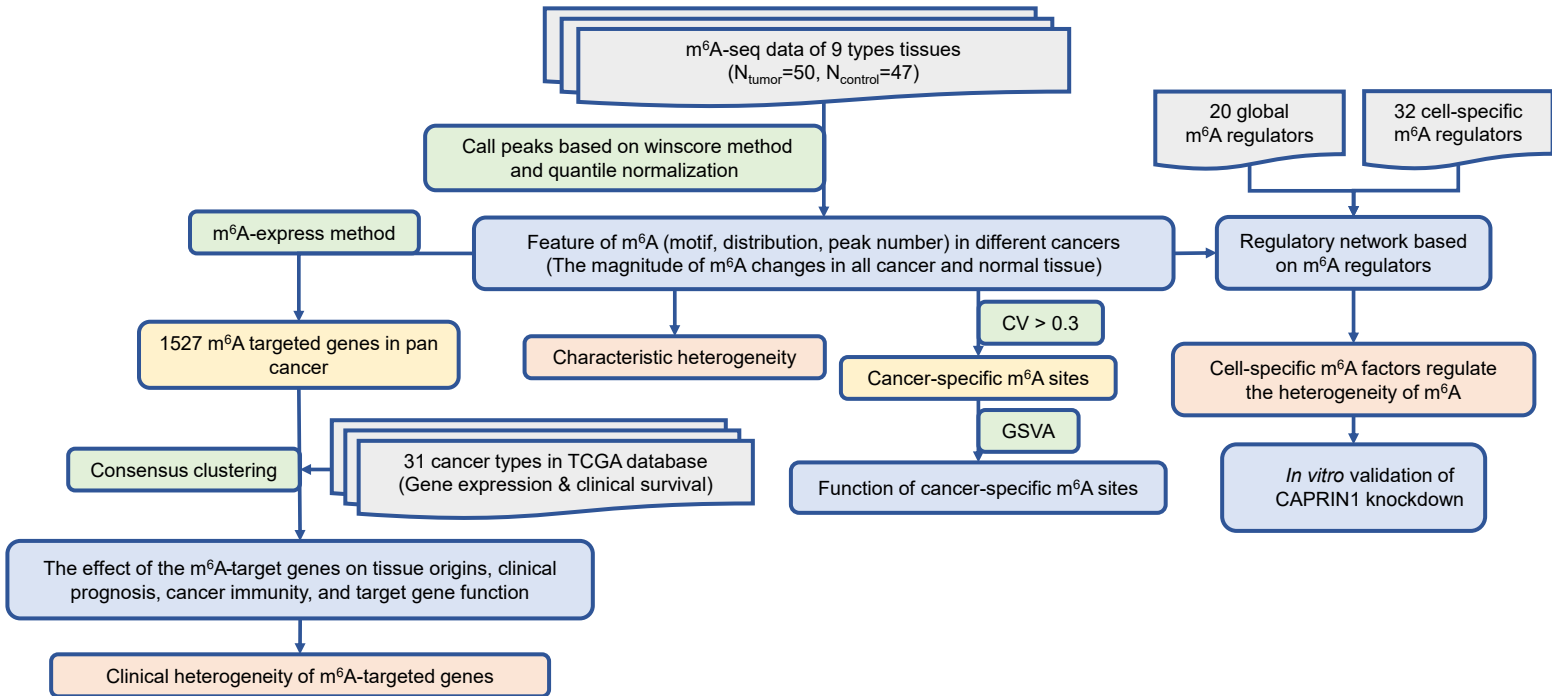 m⁶A-seq data of 9 types tissues
(Ntumor=50, Ncontrol=47)
20 global
m⁶A regulators
32 cell-specific
m⁶A regulators
Call peaks based on winscore method
and quantile normalization
m⁶A-express method
Feature of m⁶A (motif, distribution, peak number) in different cancers
(The magnitude of m⁶A changes in all cancer and normal tissue)
Regulatory network based
on m⁶A regulators
1527 m⁶A targeted genes in pan
cancer
Characteristic heterogeneity
CV > 0.3
Cancer-specific m⁶A sites
Cell-specific m⁶A factors regulate
the heterogeneity of m⁶A
GSVA
Consensus clustering
31 cancer types in TCGA database
(Gene expression & clinical survival)
Function of cancer-specific m⁶A sites
In vitro validation of
CAPRIN1 knockdown
The effect of the m⁶A-target genes on tissue origins, clinical
prognosis, cancer immunity, and target gene function
Clinical heterogeneity of m⁶A-targeted genes